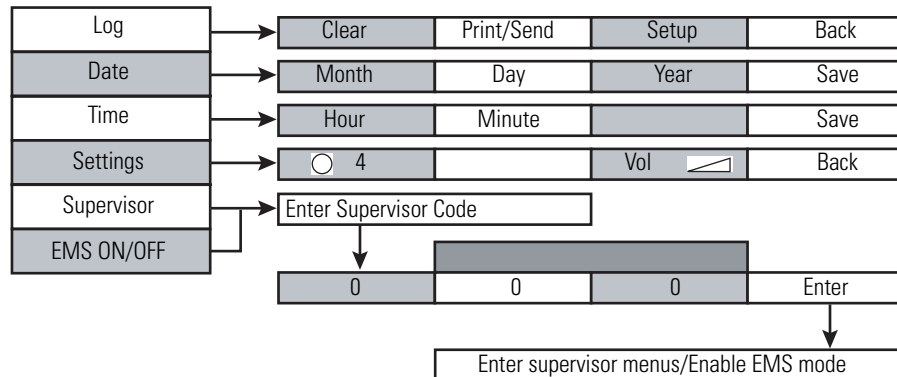 Log Clear Print/Send Setup Back
Date Month Day Year Save
Time Hour Minute Save
Settings 4 Vol Back
Supervisor Enter Supervisor Code
EMS ON/OFF
0 0 0 Enter
Enter supervisor menus/Enable EMS mode